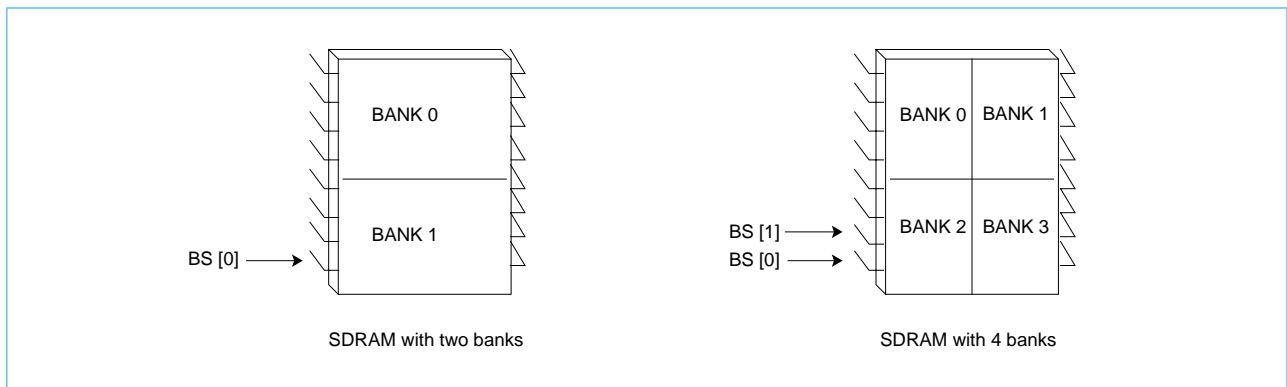 BANK 0
BANK 1
BS [0]
SDRAM with two banks
BANK 0 BANK 1
BANK 2 BANK 3
BS [1]
BS [0]
SDRAM with 4 banks